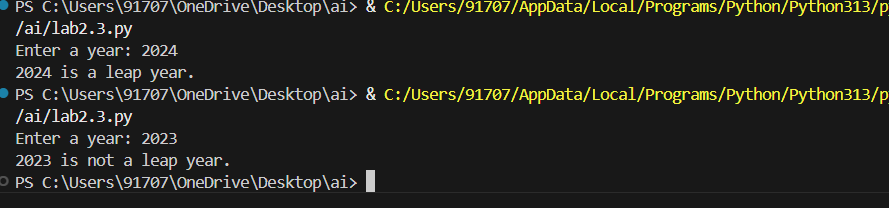 PS C:\Users\91707\OneDrive\Desktop\ai> & C:/Users/91707/AppData/Local/Programs/Python/Python313/p
/ai/lab2.3.py
Enter a year: 2024
2024 is a leap year.
PS C:\Users\91707\OneDrive\Desktop\ai> & C:/Users/91707/AppData/Local/Programs/Python/Python313/p
/ai/lab2.3.py
Enter a year: 2023
2023 is not a leap year.
PS C:\Users\91707\OneDrive\Desktop\ai>